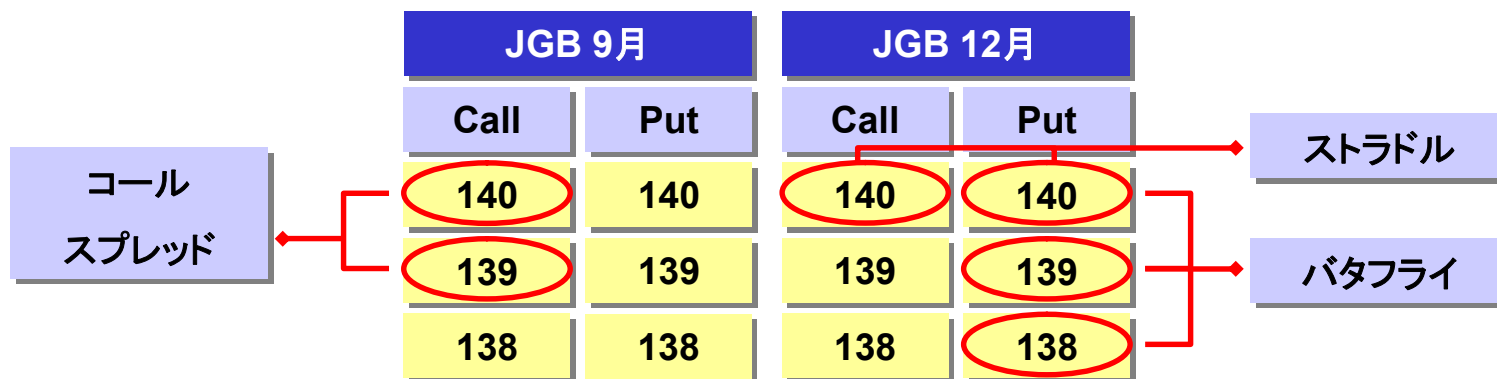 JGB 9月 JGB 12月
Call Put Call Put
コール
スプレッド
140 140 140 140
139 139 139 139
138 138 138 138
ストラドル
バタフライ